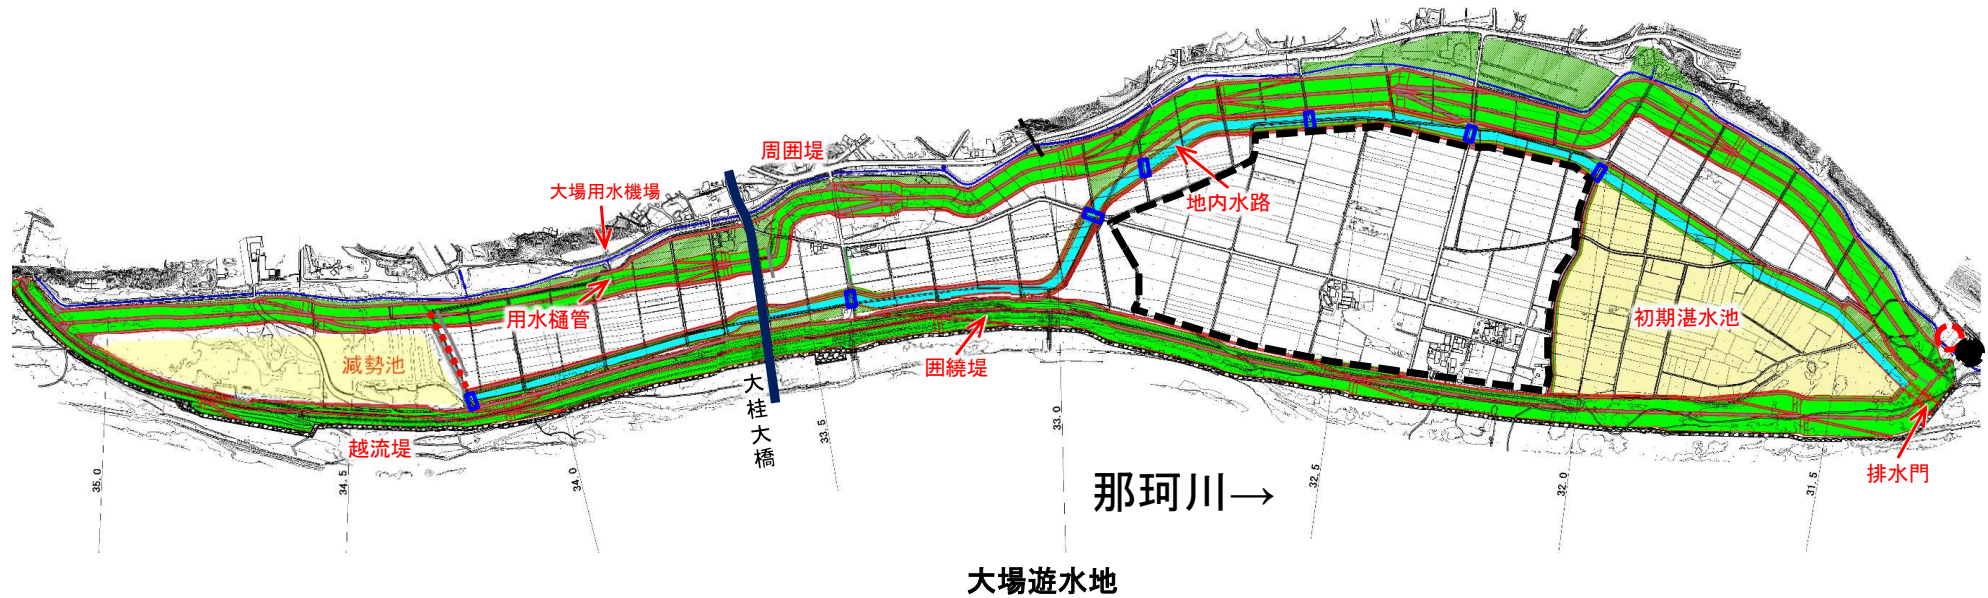 周囲堤
大場用水機場
地内水路
用水樋管
初期湛水池
減勢池
囲繞堤
大桂大橋
越流堤
排水門
35.0
34.5
34.0
33.5
33.0
32.5
32.0
31.5
那珂川→
大場遊水地